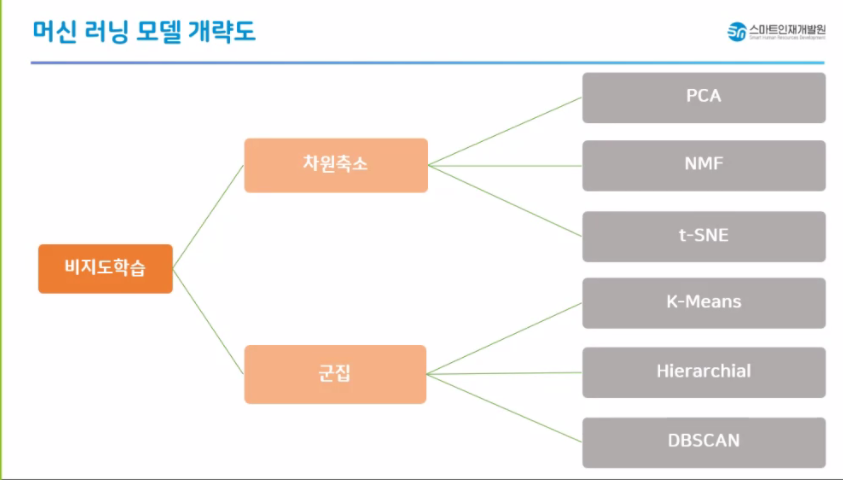 머신 러닝 모델 개략도
스마트인재개발원
Smart Human Resources Development
PCA
차원축소
NMF
t-SNE
비지도학습
K-Means
군집
Hierarchial
DBSCAN